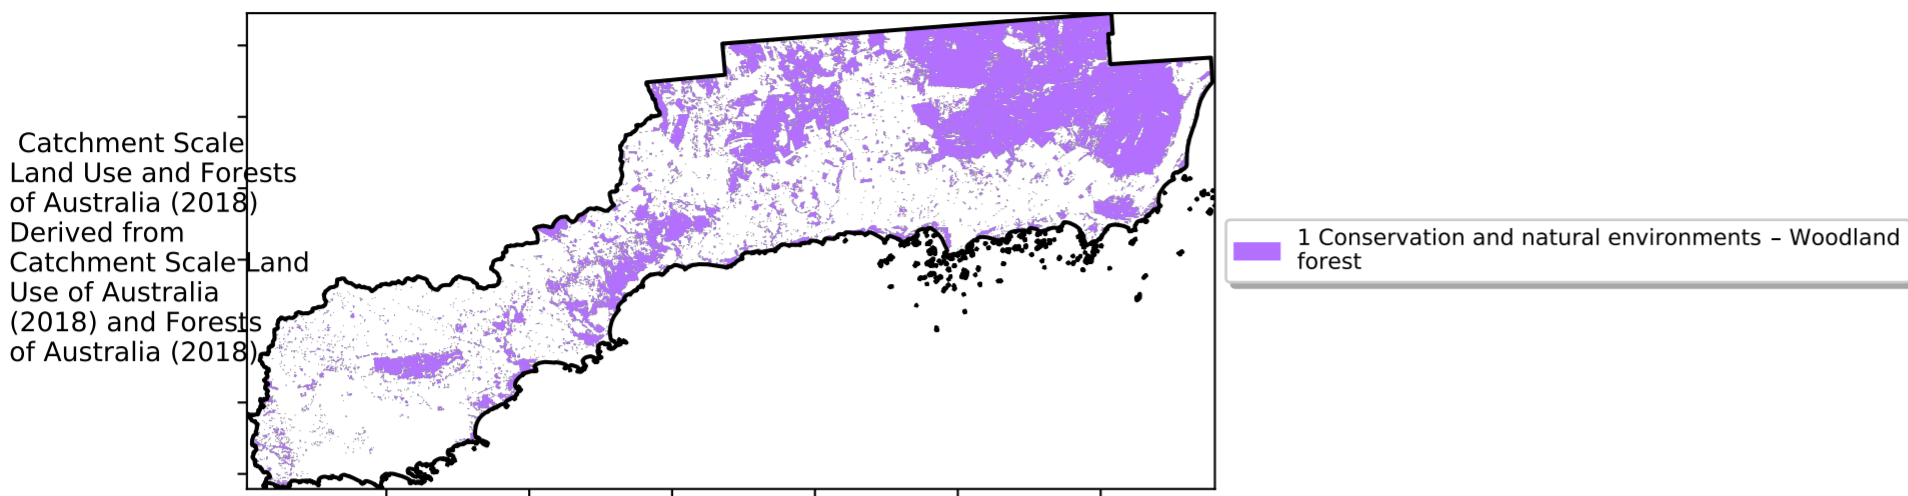 Catchment Scale
Land Use and Forests
of Australia (2018)
Derived from
Catchment Scale Land
Use of Australia
(2018) and Forests
of Australia (2018)
1 Conservation and natural environments – Woodland
forest